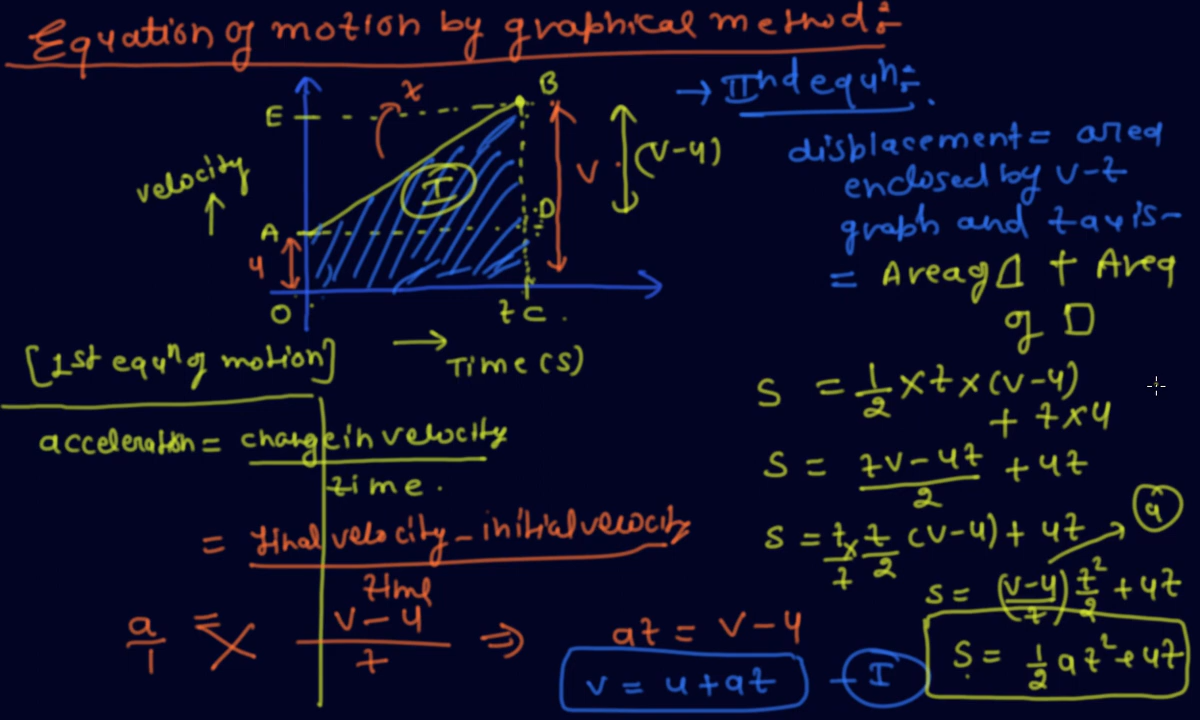 Equation of motion by graphical method:-
E
x
B
velocity
I
V
(v-u)
A
D
u
O
t C.
Time (S)
→ IInd equn:-
displacement = area
enclosed by v-t
graph and t axis-
= Area of Δ + Area
of □
S = 1/2 × t × (v-u)
+ t×u
S = tv-ut/2 + ut
S = t/t × t/2 (v-u) + ut
a
S = (v-u/t) t²/2 + ut
S = 1/2 at² + ut
[1st equn of motion]
acceleration = change in velocity
time.
= final velocity - initial velocity
time
a/1 = v-u/t ⇒ at = v-u
v = u+at - I